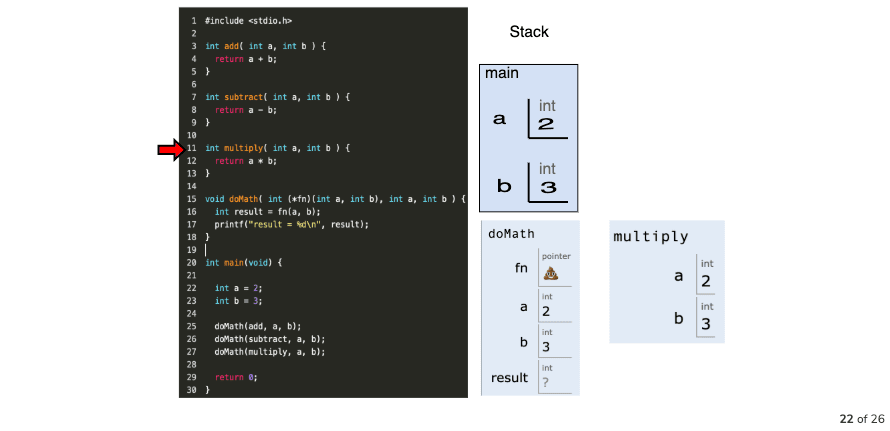 1 #include <stdio.h>
2
3 int add( int a, int b ) {
4 return a + b;
5 }
6
7 int subtract( int a, int b ) {
8 return a - b;
9 }
10
11 int multiply( int a, int b ) {
12 return a * b;
13 }
14
15 void doMath( int (*fn)(int a, int b), int a, int b ) {
16 int result = fn(a, b);
17 printf("result = %d\n", result);
18 }
19
20 int main(void) {
21
22 int a = 2;
23 int b = 3;
24
25 doMath(add, a, b);
26 doMath(subtract, a, b);
27 doMath(multiply, a, b);
28
29 return 0;
30 }
Stack
main
int
a 2
int
b 3
doMath
pointer
fn 💩
int
a 2
int
b 3
int
result ?
multiply
int
a 2
int
b 3
22 of 26